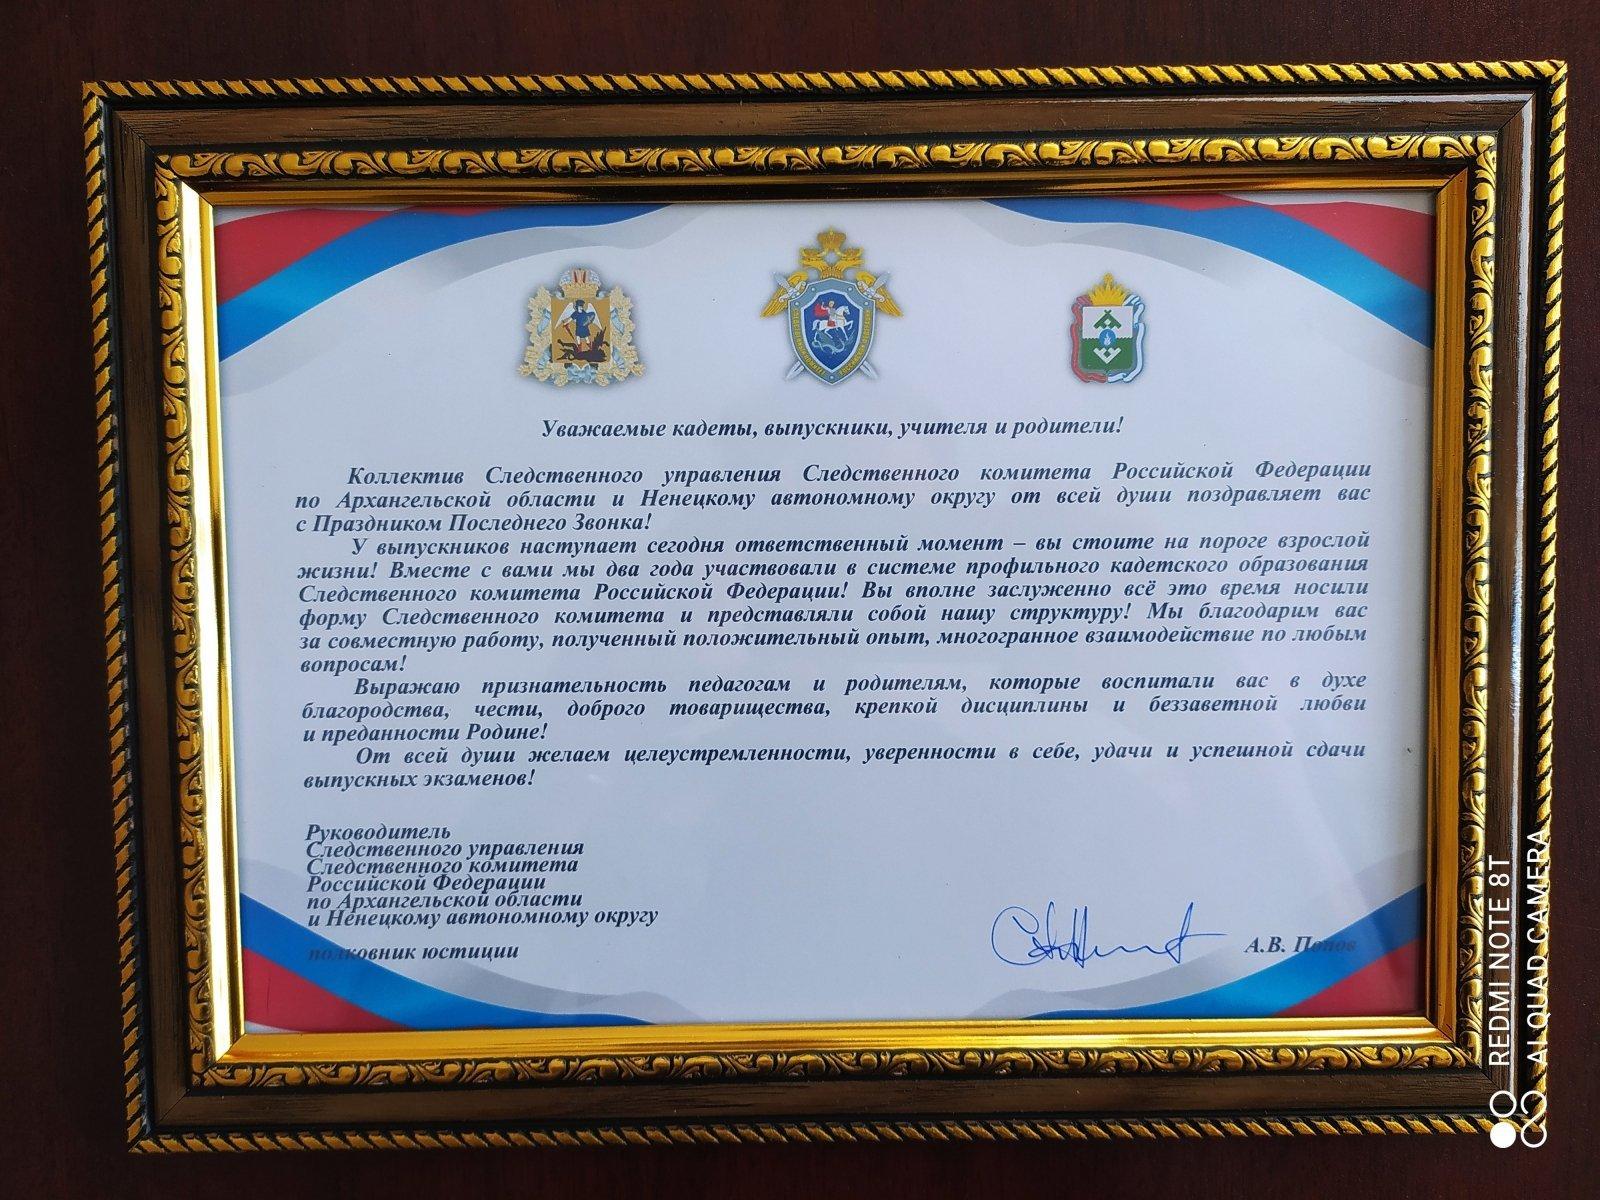 Уважаемые кадеты, выпускники, учителя и родители!
Коллектив Следственного управления Следственного комитета Российской Федерации
по Архангельской области и Ненецкому автономному округу от всей души поздравляет вас
с Праздником Последнего Звонка!
У выпускников наступает сегодня ответственный момент – вы стоите на пороге взрослой
жизни! Вместе с вами мы два года участвовали в системе профильного кадетского образования
Следственного комитета Российской Федерации! Вы вполне заслуженно всё это время носили
форму Следственного комитета и представляли собой нашу структуру! Мы благодарим вас
за совместную работу, полученный положительный опыт, многогранное взаимодействие по любым
вопросам!
Выражаю признательность педагогам и родителям, которые воспитали вас в духе
благородства, чести, доброго товарищества, крепкой дисциплины и беззаветной любви
и преданности Родине!
От всей души желаем целеустремленности, уверенности в себе, удачи и успешной сдачи
выпускных экзаменов!
Руководитель
Следственного управления
Следственного комитета
Российской Федерации
по Архангельской области
и Ненецкому автономному округу
полковник юстиции
А.В. Попов
REDMI NOTE 8T
AI QUAD CAMERA